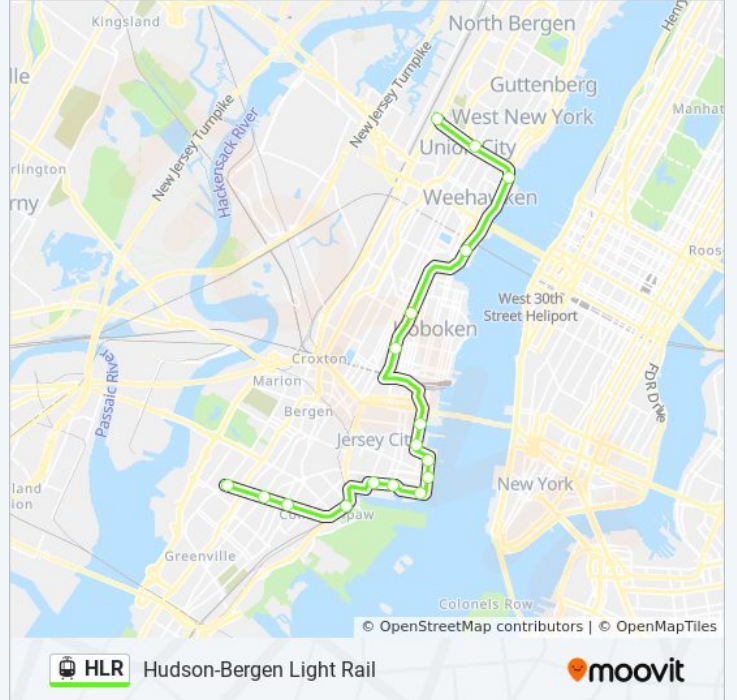 Kingsland
North Bergen
Henry
lle
New Jersey Turnpike
Guttenberg
Manhat
West New York
New Jersey Turnpike
Hackensack River
Union City
rlington
Weehawken
rny
Roos
West 30th
Street Heliport
Hoboken
Croxton
Passaic River
Marion
FDR Drive
Bergen
Jersey City
land
ion
New York
Greenville
Colonels Row
© OpenStreetMap contributors | © OpenMapTiles
HLR Hudson-Bergen Light Rail
moovit